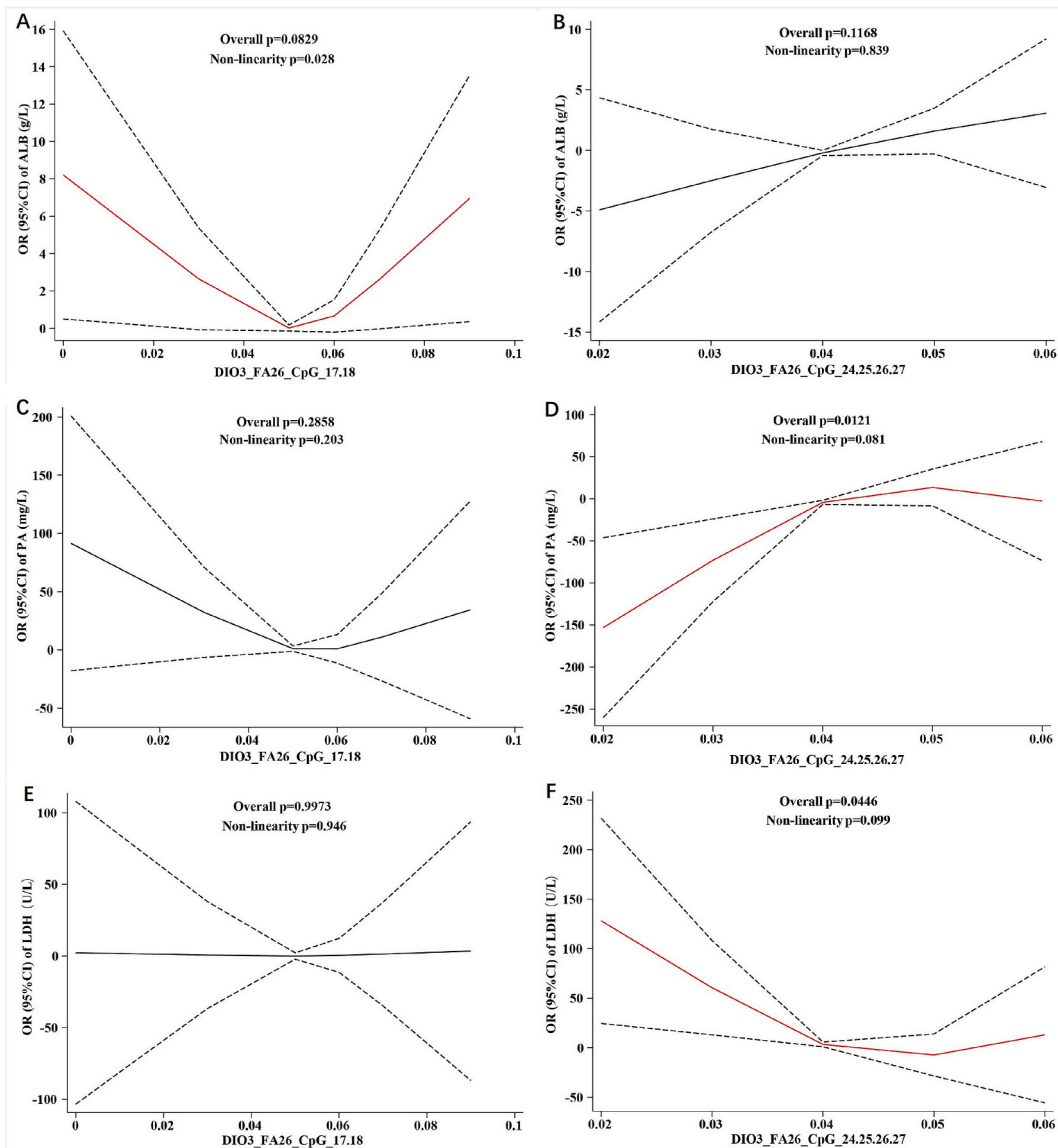 A
Overall p=0.0829
Non-lincarity p=0.028
OR (95%CI) of ALB (g/L)
16
14
12
10
8
6
4
2
0
0
0.02
0.04
0.06
0.08
0.1
DIO3_FA26_CpG_17.18
B
Overall p=0.1168
Non-linearity p=0.839
OR (95%CI) of ALB (g/L)
10
5
0
-5
-10
-15
0.02
0.03
0.04
0.05
0.06
DIO3_FA26_CpG_24.25.26.27
C
Overall p=0.2858
Non-linearity p=0.203
OR (95%CI) of PA (mg/L)
200
150
100
50
0
-50
0
0.02
0.04
0.06
0.08
0.1
DIO3_FA26_CpG_17.18
D
Overall p=0.0121
Non-linearity p=0.081
OR (95%CI) of PA (mg/L)
100
50
0
-50
-100
-150
-200
-250
0.02
0.03
0.04
0.05
0.06
DIO3_FA26_CpG_24.25.26.27
E
Overall p=0.9973
Non-linearity p=0.946
OR (95%CI) of LDH (U/L)
100
50
0
-50
-100
0
0.02
0.04
0.06
0.08
0.1
DIO3_FA26_CpG_17.18
F
Overall p=0.0446
Non-linearity p=0.099
OR (95%CI) of LDH (U/L)
250
200
150
100
50
0
-50
0.02
0.03
0.04
0.05
0.06
DIO3_FA26_CpG_24.25.26.27